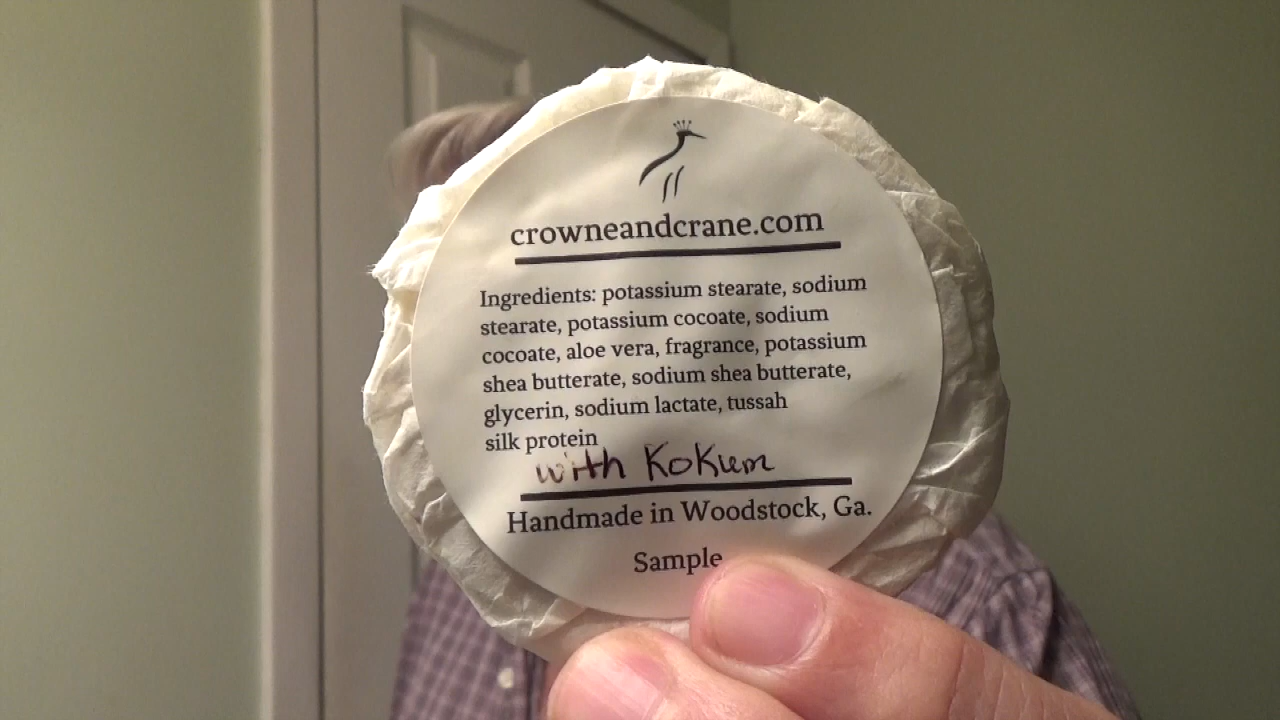 crowneandcrane.com
Ingredients: potassium stearate, sodium
stearate, potassium cocoate, sodium
cocoate, aloe vera, fragrance, potassium
shea butterate, sodium shea butterate,
glycerin, sodium lactate, tussah
silk protein
with Kokum
Handmade in Woodstock, Ga.
Sample